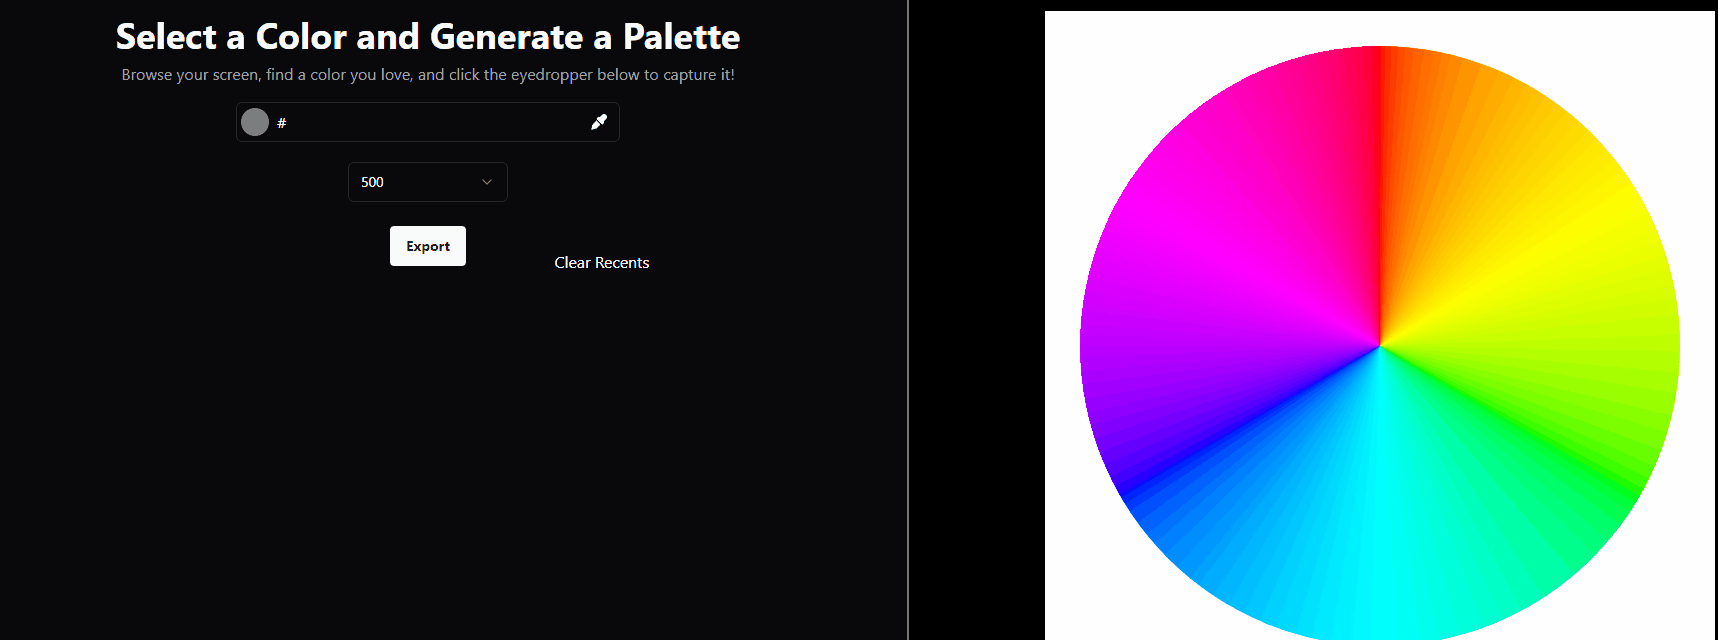 Select a Color and Generate a Palette
Browse your screen, find a color you love, and click the eyedropper below to capture it!
#
500
Export
Clear Recents